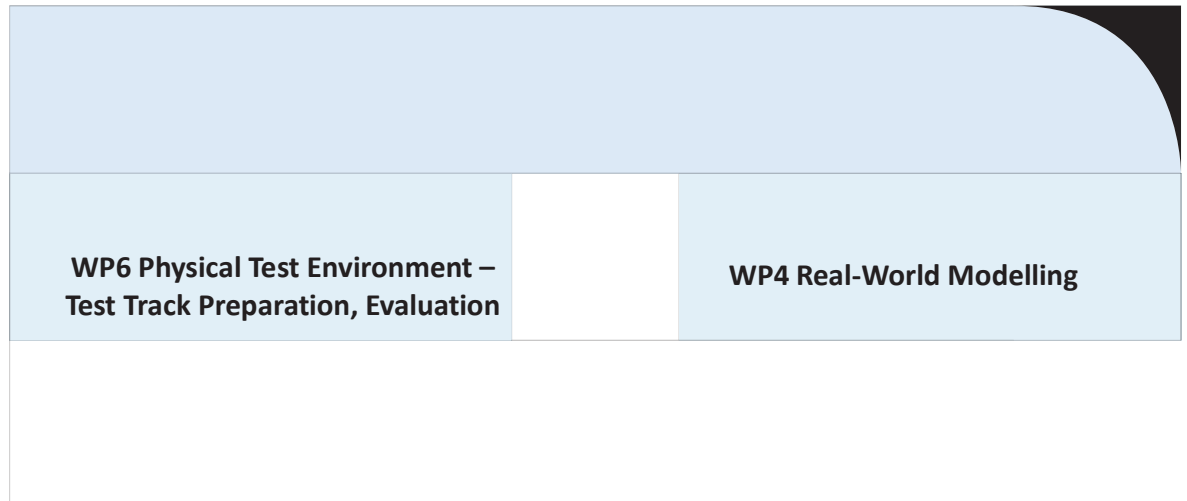 WP6 Physical Test Environment –
Test Track Preparation, Evaluation
WP4 Real-World Modelling